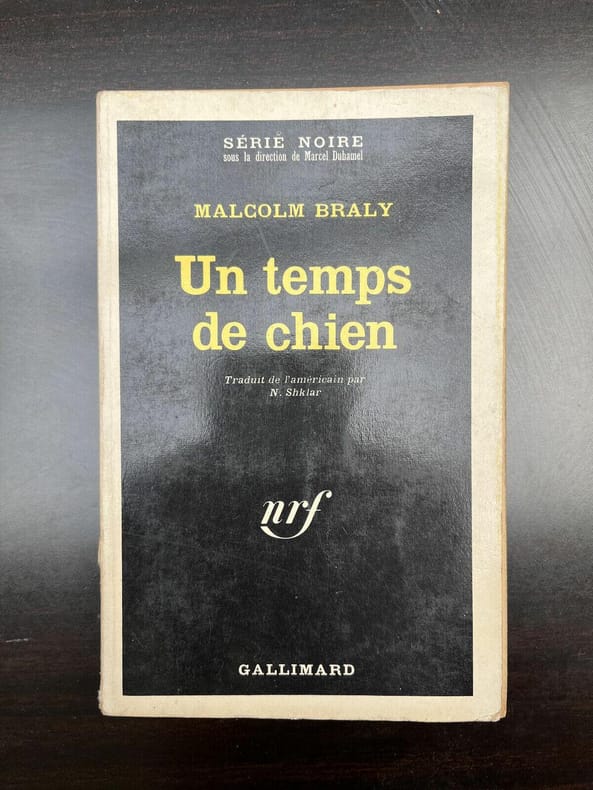 SÉRIE NOIRE
sous la direction de Marcel Duhamel
MALCOLM BRALY
Un temps
de chien
Traduit de l'américain par
N. Shklar
nrf
GALLIMARD